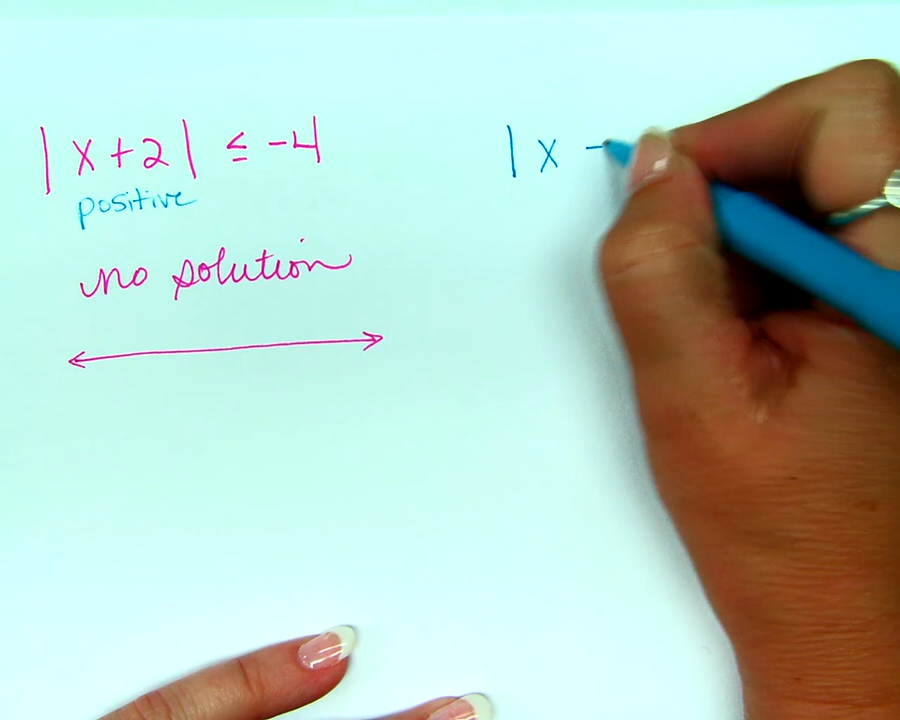 |x+2| ≤ -4
positive
no solution
|x -